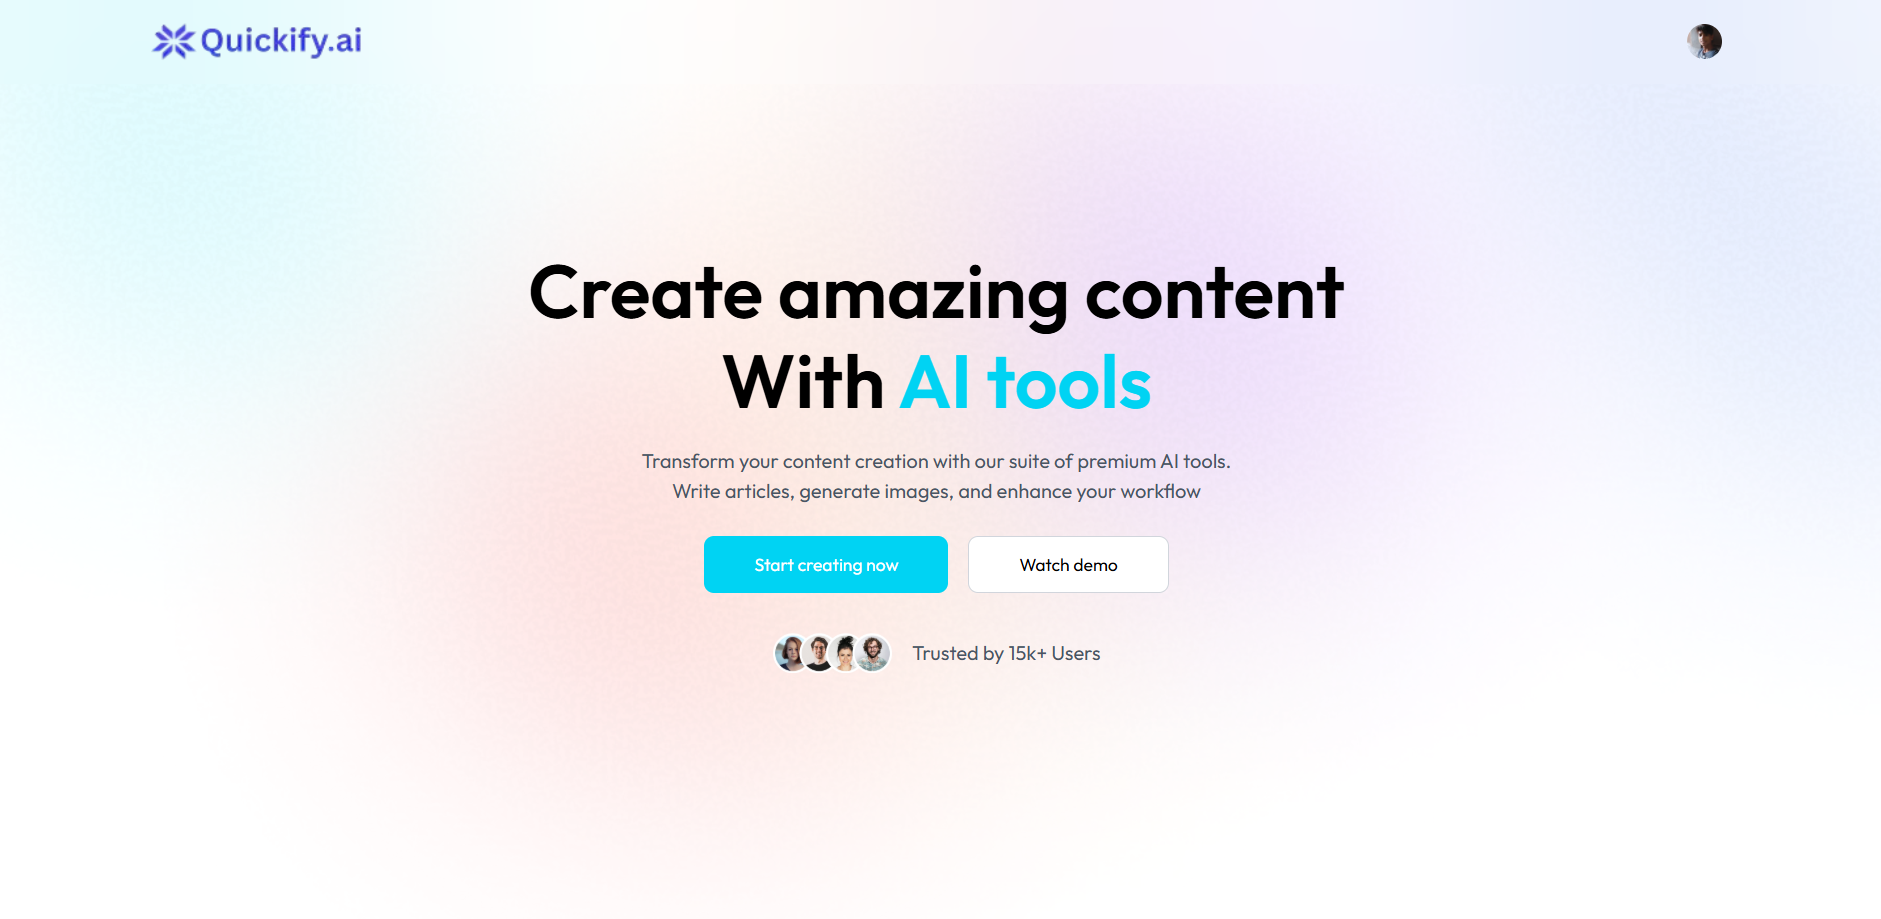 Quickify.ai
Create amazing content
With AI tools
Transform your content creation with our suite of premium AI tools.
Write articles, generate images, and enhance your workflow
Start creating now
Watch demo
Trusted by 15k+ Users